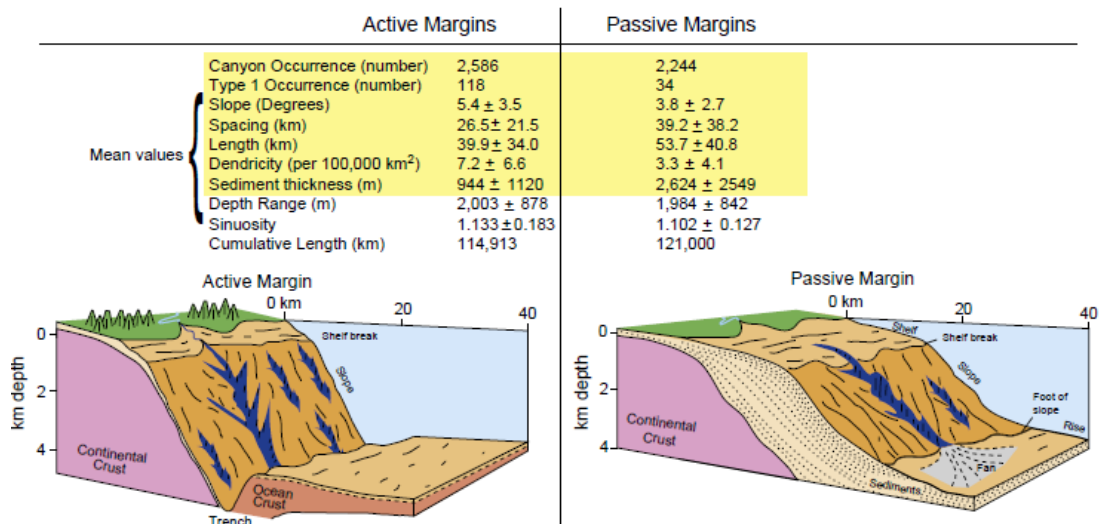 Active Margins Passive Margins
Canyon Occurrence (number) 2,586 2,244
Type 1 Occurrence (number) 118 34
Slope (Degrees) 5.4 ± 3.5 3.8 ± 2.7
Spacing (km) 26.5 ± 21.5 39.2 ± 38.2
Length (km) 39.9 ± 34.0 53.7 ± 40.8
Mean values
Dendricity (per 100,000 km²) 7.2 ± 6.6 3.3 ± 4.1
Sediment thickness (m) 944 ± 1120 2,624 ± 2549
Depth Range (m) 2,003 ± 878 1,984 ± 842
Sinuosity 1.133 ± 0.183 1.102 ± 0.127
Cumulative Length (km) 114,913 121,000
Active Margin
0 km
20
40
0
2
4
km depth
Shelf break
Slope
Continental
Crust
Ocean
Crust
Trench
Passive Margin
0 km
20
40
0
2
4
km depth
Shelf
Shelf break
Slope
Foot of
slope
Rise
Continental
Crust
Fan
Sediments